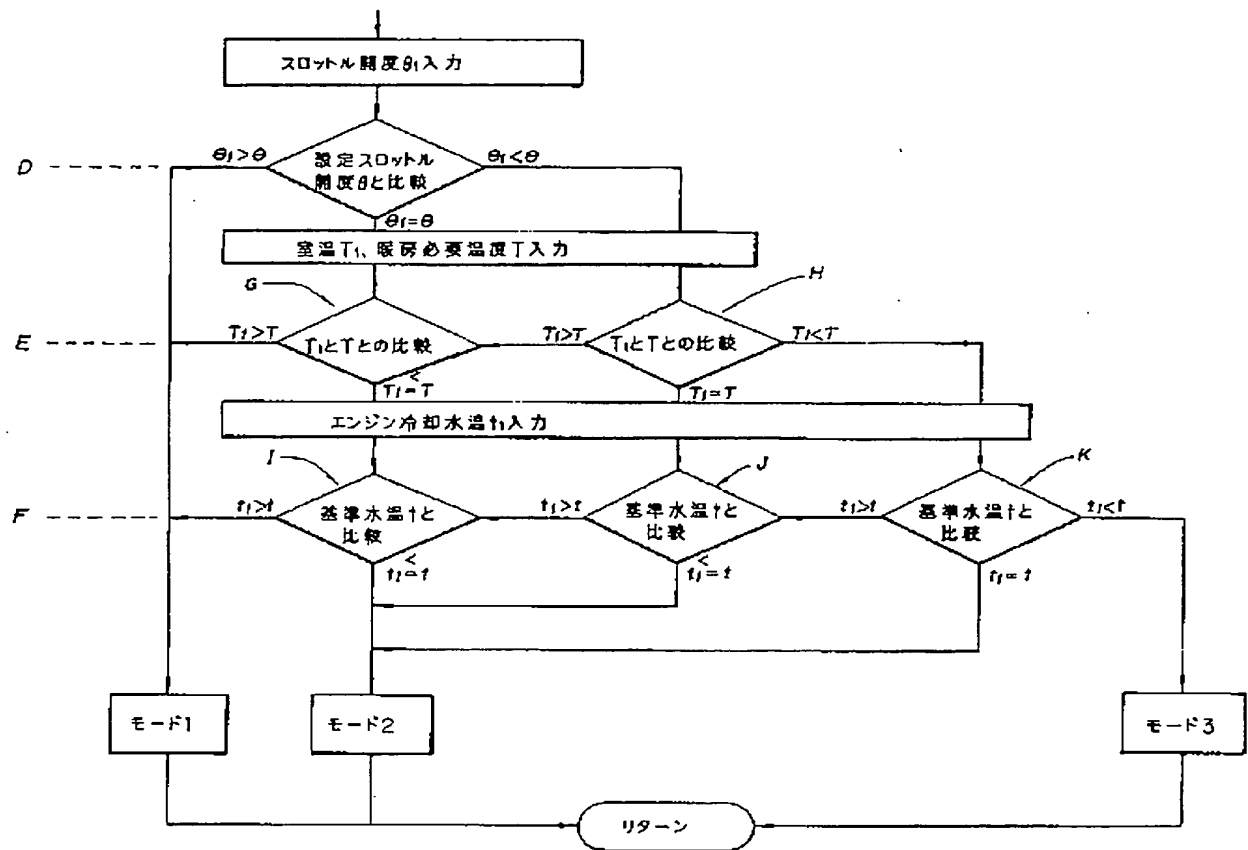 スロットル開度θ₁入力
D
θ₁>θ
設定スロットル
開度θと比較
θ₁<θ
θ₁=θ
室温T₁、暖房必要温度T入力
G
H
E
T₁>T
T₁とTとの比較
T₁>T
T₁とTとの比較
T₁<T
<
T₁=T
T₁=T
エンジン冷却水温t₁入力
I
J
K
F
t₁>t
基準水温tと
比較
t₁>t
基準水温tと
比較
t₁>t
基準水温tと
比較
t₁<t
<
t₁=t
<
t₁=t
t₁=t
モード1
モード2
モード3
リターン